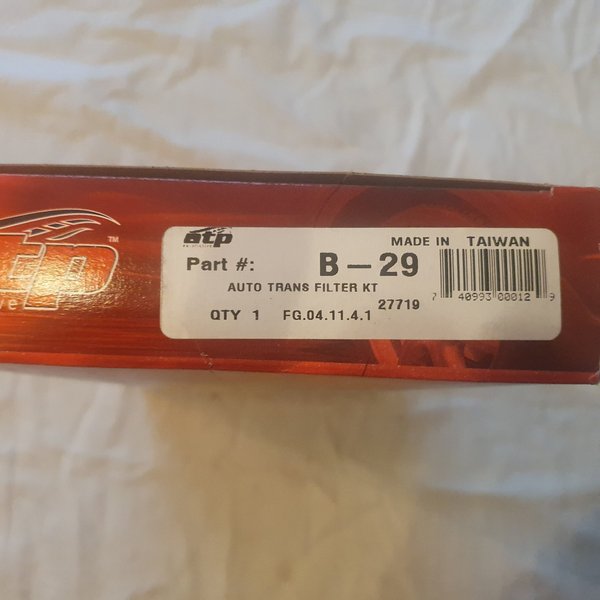 tp™
atp
MADE IN TAIWAN
Part #: B-29
AUTO TRANS FILTER KT
27719
7 40993 00012 9
QTY 1 FG.04.11.4.1